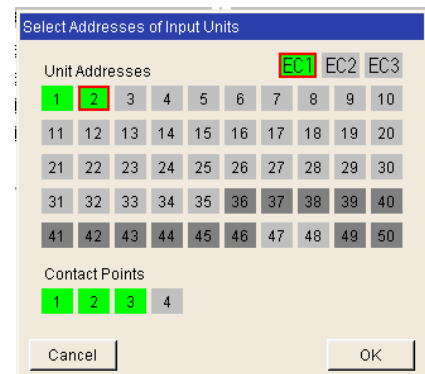 Select Addresses of Input Units
Unit Addresses EC1 EC2 EC3
1 2 3 4 5 6 7 8 9 10
11 12 13 14 15 16 17 18 19 20
21 22 23 24 25 26 27 28 29 30
31 32 33 34 35 36 37 38 39 40
41 42 43 44 45 46 47 48 49 50
Contact Points
1 2 3 4
Cancel OK